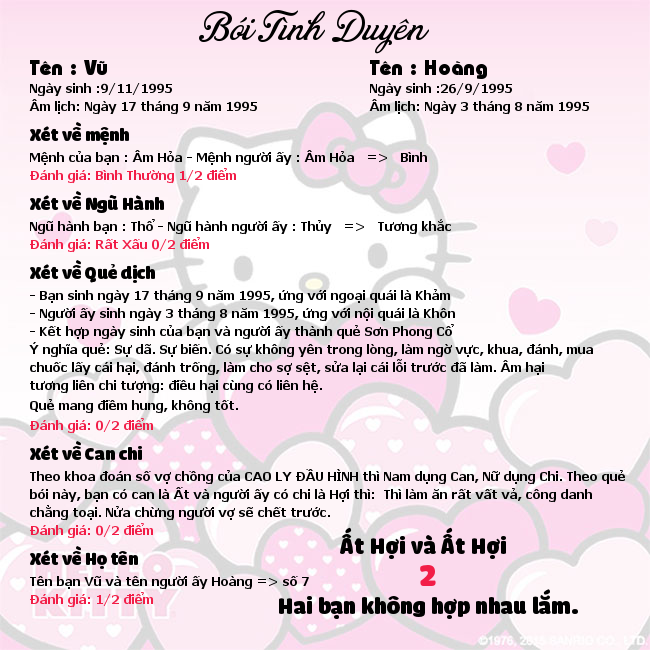 Bói Tình Duyên
Tên : Vũ
Ngày sinh :9/11/1995
Âm lịch: Ngày 17 tháng 9 năm 1995
Tên : Hoàng
Ngày sinh :26/9/1995
Âm lịch: Ngày 3 tháng 8 năm 1995
Xét về mệnh
Mệnh của bạn : Âm Hỏa - Mệnh người ấy : Âm Hỏa => Bình
Đánh giá: Bình Thường 1/2 điểm
Xét về Ngũ Hành
Ngũ hành bạn : Thổ - Ngũ hành người ấy : Thủy => Tương khắc
Đánh giá: Rất Xấu 0/2 điểm
Xét về Quẻ dịch
- Bạn sinh ngày 17 tháng 9 năm 1995, ứng với ngoại quái là Khảm
- Người ấy sinh ngày 3 tháng 8 năm 1995, ứng với nội quái là Khôn
- Kết hợp ngày sinh của bạn và người ấy thành quẻ Sơn Phong Cổ
Ý nghĩa quẻ: Sự dã. Sự biến. Có sự không yên trong lòng, làm ngờ vực, khua, đánh, mua
chuốc lấy cái hại, đánh trống, làm cho sợ sệt, sửa lại cái lỗi trước đã làm. Âm hại
tương liên chi tượng: điêu hại cùng có liên hệ.
Quẻ mang điềm hung, không tốt.
Đánh giá: 0/2 điểm
Xét về Can chi
Theo khoa đoán số vợ chồng của CAO LY ĐẦU HÌNH thì Nam dụng Can, Nữ dụng Chi. Theo quẻ
bói này, bạn có can là Ất và người ấy có chi là Hợi thì: Thì làm ăn rất vất vả, công danh
chẳng toại. Nửa chừng người vợ sẽ chết trước.
Đánh giá: 0/2 điểm
Xét về Họ tên
Tên bạn Vũ và tên người ấy Hoàng => số 7
Đánh giá: 1/2 điểm
Ất Hợi và Ất Hợi
2
Hai bạn không hợp nhau lắm.
KITTY
©1976, 2015 SANRIO CO., LTD.